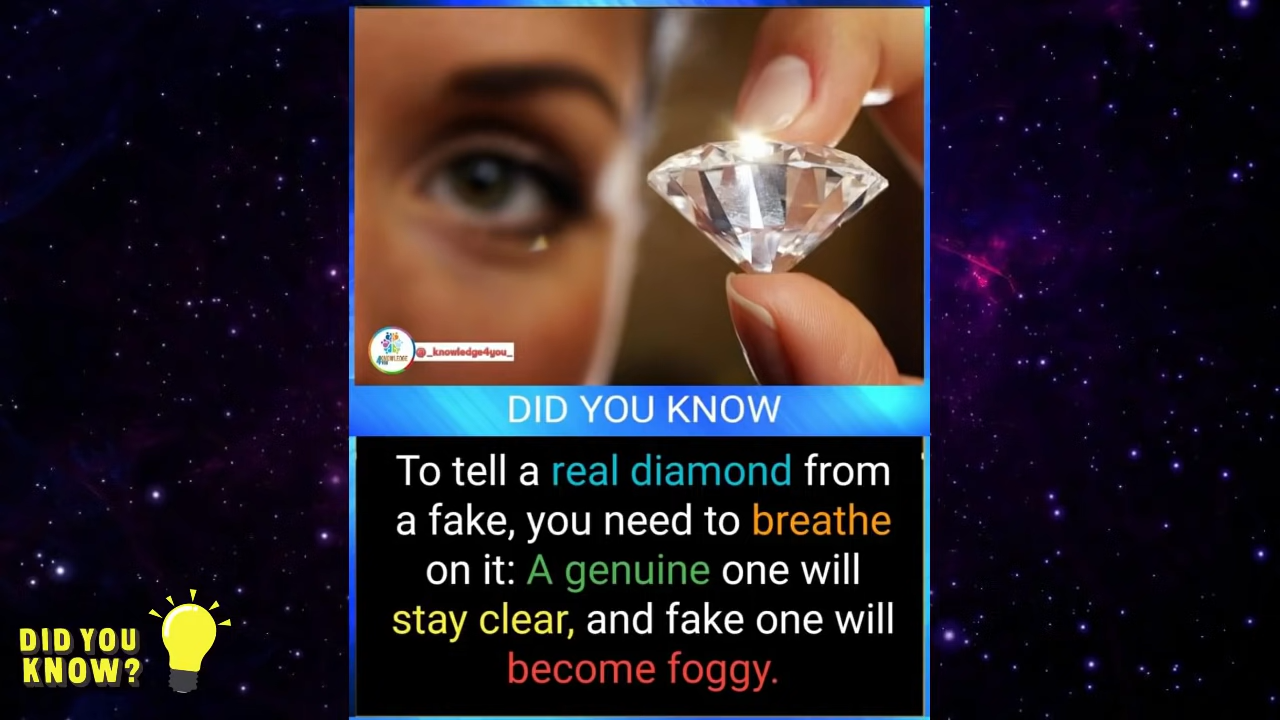 @_knowledge4you_
DID YOU KNOW
To tell a real diamond from
a fake, you need to breathe
on it: A genuine one will
stay clear, and fake one will
become foggy.
DID YOU
KNOW?